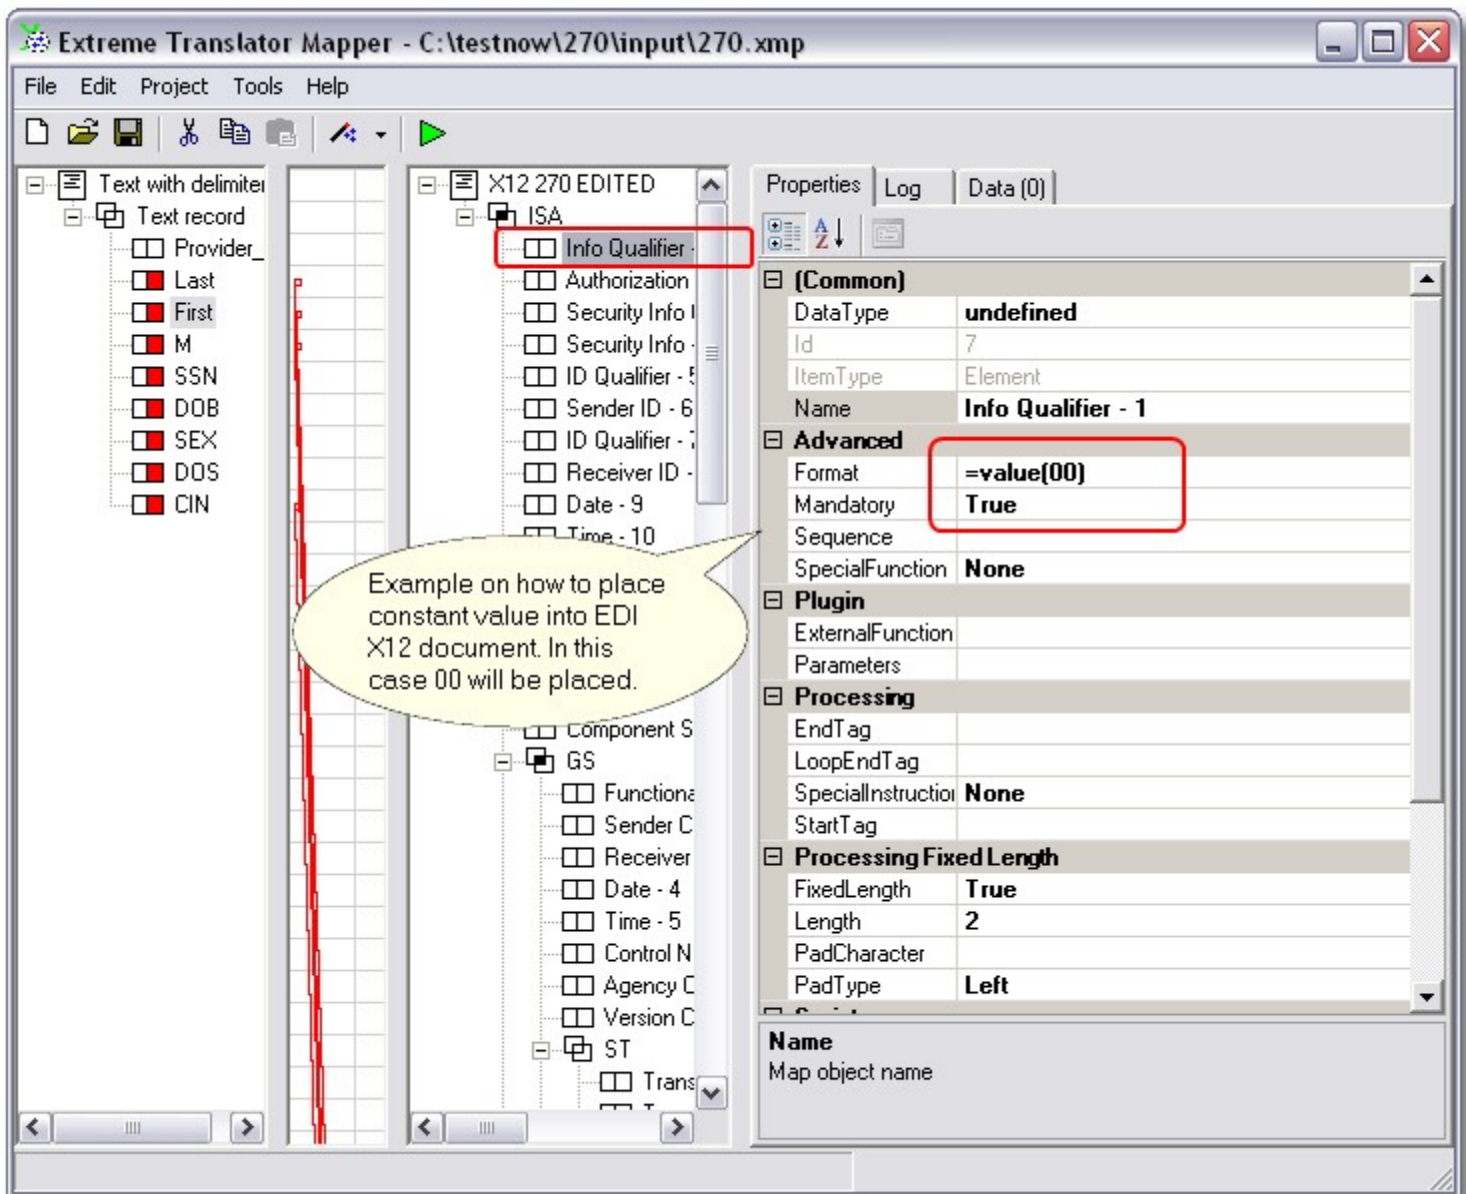 Extreme Translator Mapper - C:\testnow\270\input\270.xmp
File Edit Project Tools Help
Text with delimiter
Text record
Provider_
Last
First
M
SSN
DOB
SEX
DOS
CIN
X12 270 EDITED
ISA
Info Qualifier -
Authorization
Security Info
Security Info -
ID Qualifier - 5
Sender ID - 6
ID Qualifier - 7
Receiver ID -
Date - 9
Time - 10
Component S
GS
Functiona
Sender C
Receiver
Date - 4
Time - 5
Control N
Agency C
Version C
ST
Trans
Example on how to place
constant value into EDI
X12 document. In this
case 00 will be placed.
Properties Log Data (0)
(Common)
DataType undefined
Id 7
ItemType Element
Name Info Qualifier - 1
Advanced
Format =value(00)
Mandatory True
Sequence
SpecialFunction None
Plugin
ExternalFunction
Parameters
Processing
EndTag
LoopEndTag
SpecialInstructio None
StartTag
Processing Fixed Length
FixedLength True
Length 2
PadCharacter
PadType Left
Name
Map object name